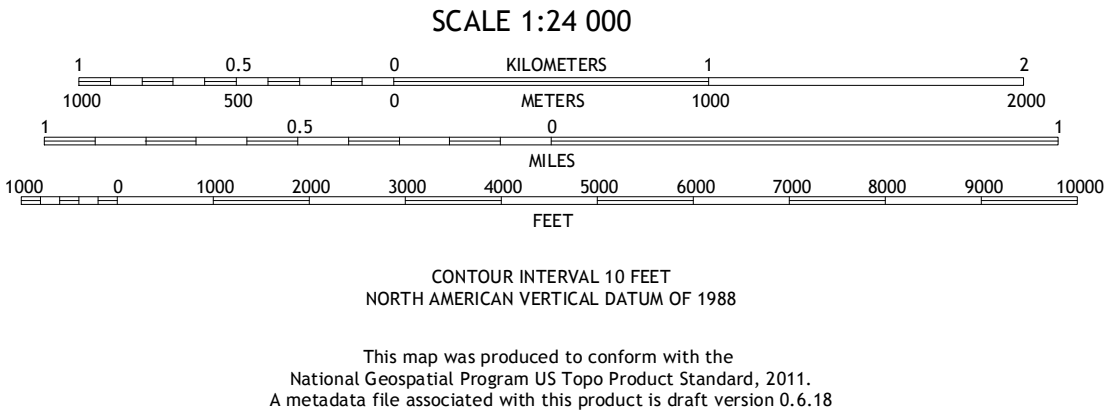 SCALE 1:24 000
1 0.5 0 KILOMETERS 1 2
1000 500 0 METERS 1000 2000
1 0.5 0 1
MILES
1000 0 1000 2000 3000 4000 5000 6000 7000 8000 9000 10000
FEET
CONTOUR INTERVAL 10 FEET
NORTH AMERICAN VERTICAL DATUM OF 1988
This map was produced to conform with the
National Geospatial Program US Topo Product Standard, 2011.
A metadata file associated with this product is draft version 0.6.18